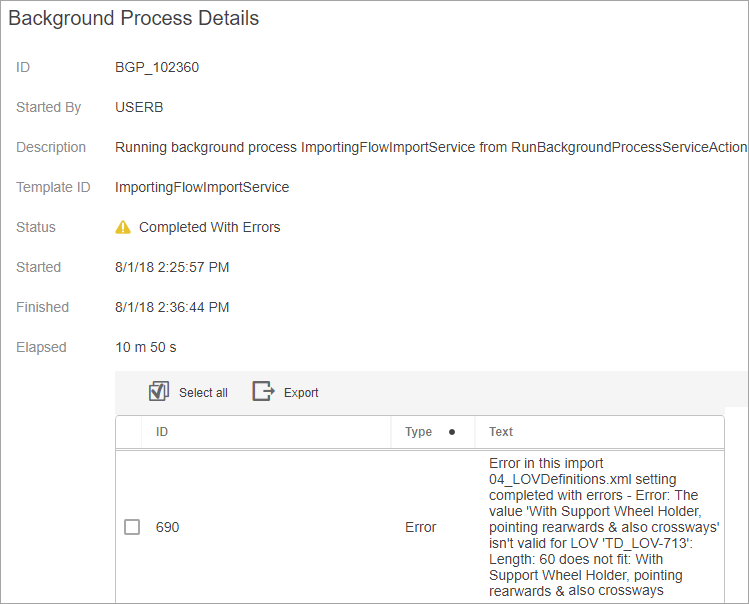 Background Process Details
ID BGP_102360
Started By USERB
Description Running background process ImportingFlowImportService from RunBackgroundProcessServiceAction
Template ID ImportingFlowImportService
Status Completed With Errors
Started 8/1/18 2:25:57 PM
Finished 8/1/18 2:36:44 PM
Elapsed 10 m 50 s
Select all Export
ID Type Text
Error in this import
04_LOVDefinitions.xml setting
completed with errors - Error: The
value 'With Support Wheel Holder,
pointing rearwards & also crossways'
690 Error isn't valid for LOV 'TD_LOV-713':
Length: 60 does not fit: With
Support Wheel Holder, pointing
rearwards & also crossways